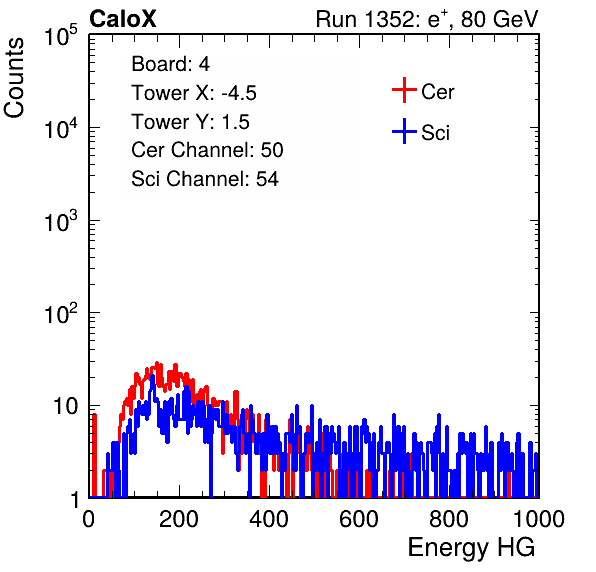 CaloX Run 1352: e⁺, 80 GeV
Board: 4
Tower X: -4.5
Tower Y: 1.5
Cer Channel: 50
Sci Channel: 54
Cer
Sci
Counts
10⁵
10⁴
10³
10²
10
1
0 200 400 600 800 1000
Energy HG